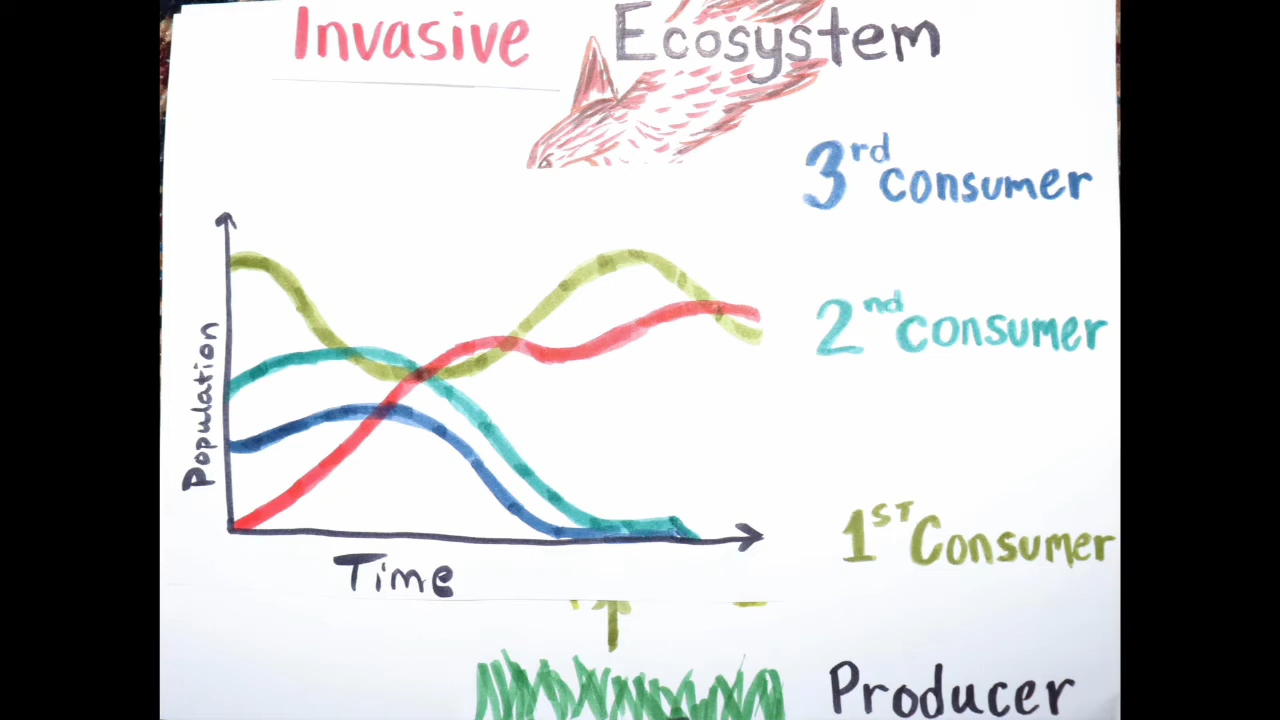 Invasive Ecosystem
3rd consumer
2nd consumer
Population
1ST Consumer
Time
Producer